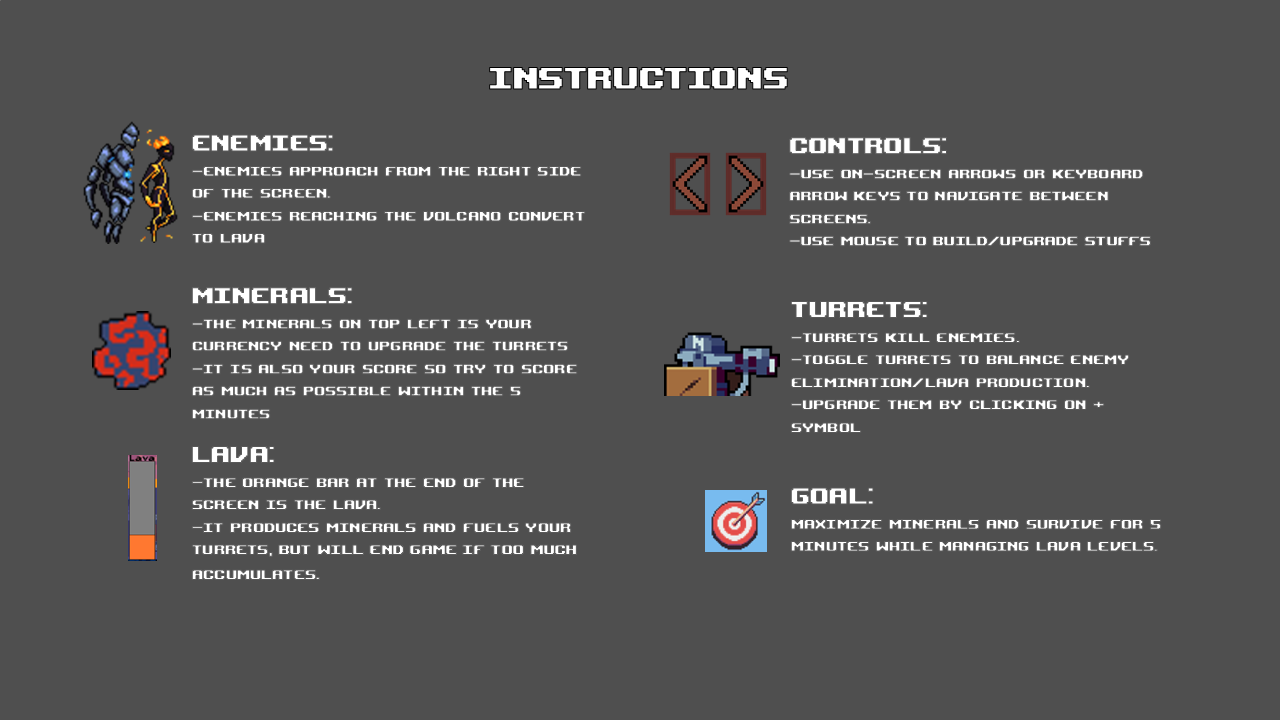 INSTRUCTIONS
ENEMIES:
-ENEMIES APPROACH FROM THE RIGHT SIDE
OF THE SCREEN.
-ENEMIES REACHING THE VOLCANO CONVERT
TO LAVA
MINERALS:
-THE MINERALS ON TOP LEFT IS YOUR
CURRENCY NEED TO UPGRADE THE TURRETS
-IT IS ALSO YOUR SCORE SO TRY TO SCORE
AS MUCH AS POSSIBLE WITHIN THE 5
MINUTES
LAVA
LAVA:
-THE ORANGE BAR AT THE END OF THE
SCREEN IS THE LAVA.
-IT PRODUCES MINERALS AND FUELS YOUR
TURRETS, BUT WILL END GAME IF TOO MUCH
ACCUMULATES.
CONTROLS:
-USE ON-SCREEN ARROWS OR KEYBOARD
ARROW KEYS TO NAVIGATE BETWEEN
SCREENS.
-USE MOUSE TO BUILD/UPGRADE STUFFS
M
TURRETS:
-TURRETS KILL ENEMIES.
-TOGGLE TURRETS TO BALANCE ENEMY
ELIMINATION/LAVA PRODUCTION.
-UPGRADE THEM BY CLICKING ON +
SYMBOL
GOAL:
MAXIMIZE MINERALS AND SURVIVE FOR 5
MINUTES WHILE MANAGING LAVA LEVELS.